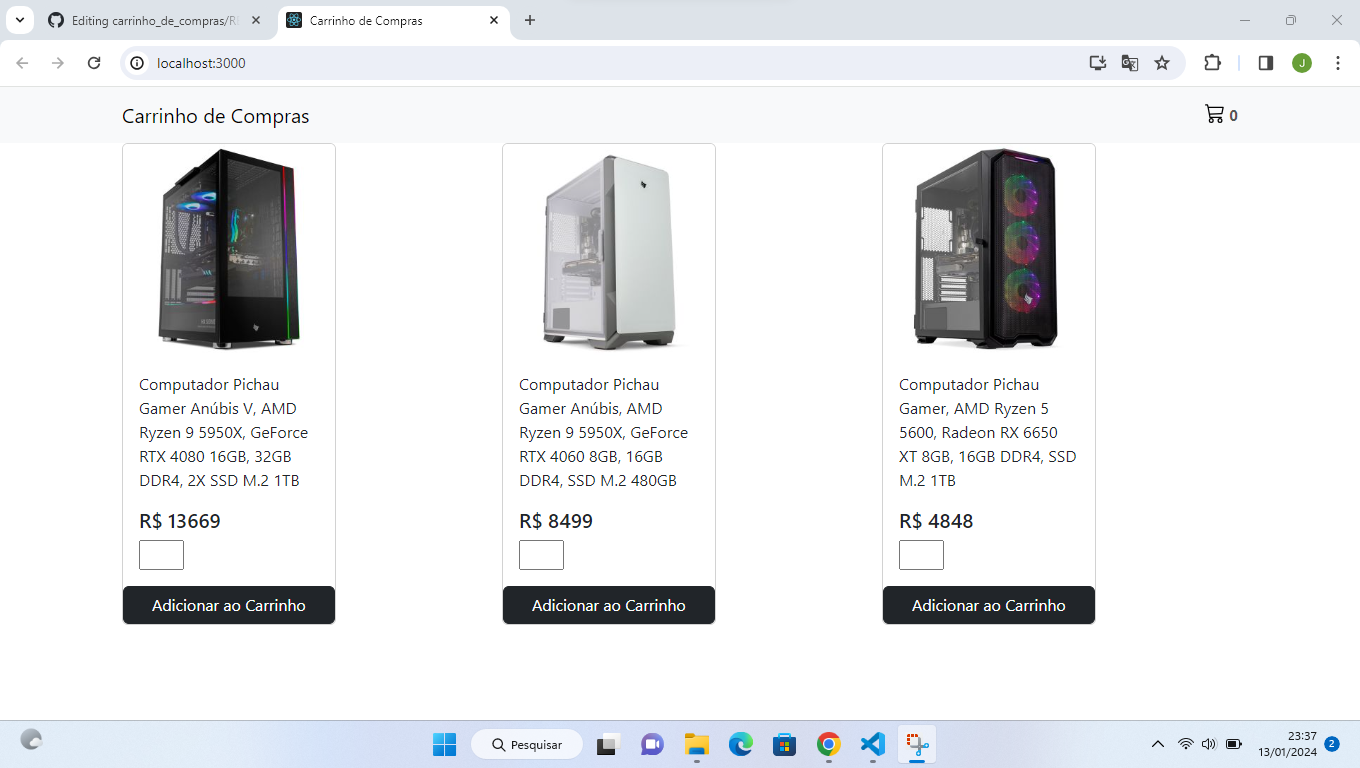 Editing carrinho_de_compras/R
Carrinho de Compras
localhost:3000
J
Carrinho de Compras
0
Computador Pichau
Gamer Anúbis V, AMD
Ryzen 9 5950X, GeForce
RTX 4080 16GB, 32GB
DDR4, 2X SSD M.2 1TB
R$ 13669
Adicionar ao Carrinho
Computador Pichau
Gamer Anúbis, AMD
Ryzen 9 5950X, GeForce
RTX 4060 8GB, 16GB
DDR4, SSD M.2 480GB
R$ 8499
Adicionar ao Carrinho
Computador Pichau
Gamer, AMD Ryzen 5
5600, Radeon RX 6650
XT 8GB, 16GB DDR4, SSD
M.2 1TB
R$ 4848
Adicionar ao Carrinho
Pesquisar
23:37
13/01/2024
2